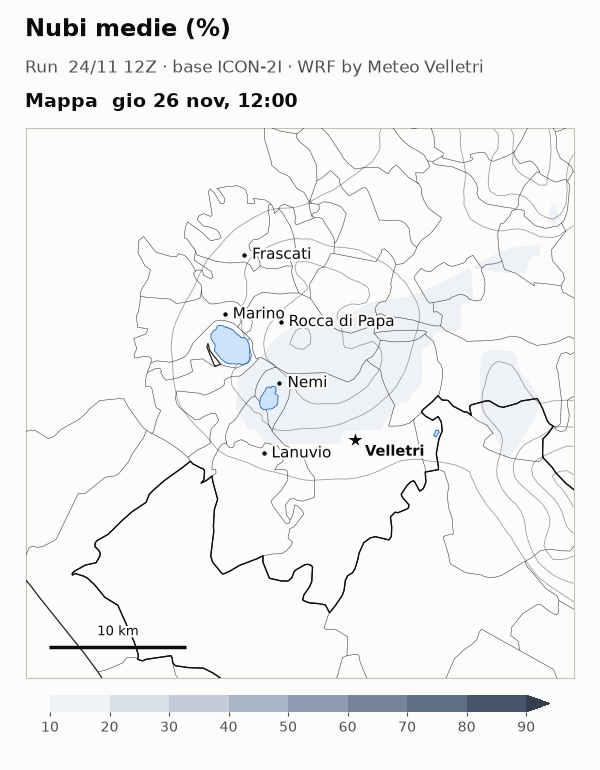 Nubi medie (%)
Run  24/11 12Z · base ICON-2I · WRF by Meteo Velletri
Mappa  gio 26 nov, 12:00
Frascati
Marino
Rocca di Papa
Nemi
Velletri
Lanuvio
10 km
10 20 30 40 50 60 70 80 90